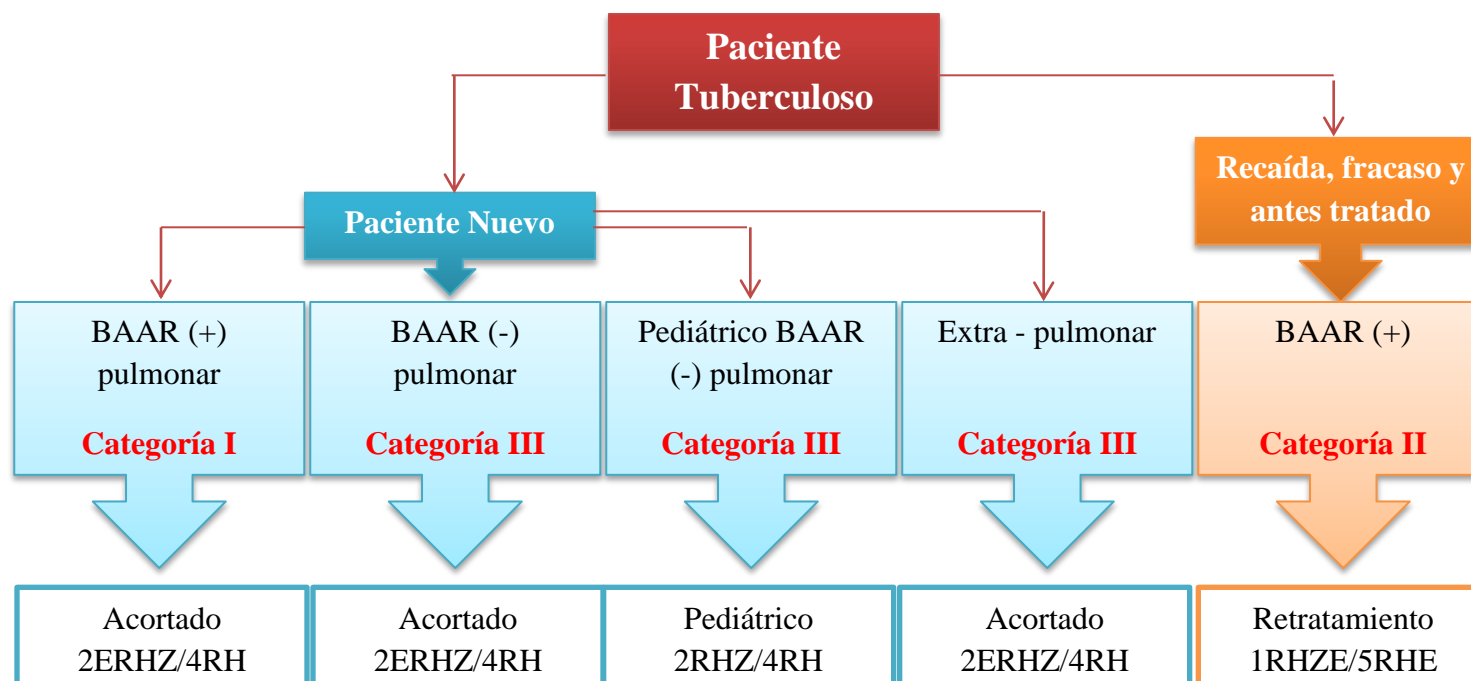 Paciente
Tuberculoso
Recaída, fracaso y
antes tratado
Paciente Nuevo
BAAR (+)
pulmonar
Categoría I
BAAR (-)
pulmonar
Categoría III
Pediátrico BAAR
(-) pulmonar
Categoría III
Extra - pulmonar
Categoría III
BAAR (+)
Categoría II
Acortado
2ERHZ/4RH
Acortado
2ERHZ/4RH
Pediátrico
2RHZ/4RH
Acortado
2ERHZ/4RH
Retratamiento
1RHZE/5RHE